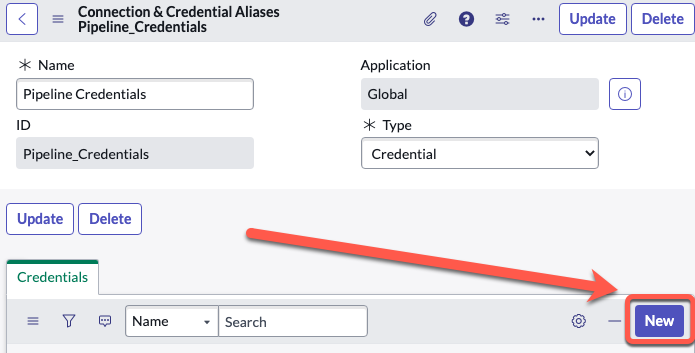 Connection & Credential Aliases
Pipeline_Credentials
Update
Delete
Name
Pipeline Credentials
Application
Global
ID
Pipeline_Credentials
Type
Credential
Update
Delete
Credentials
Name
Search
New